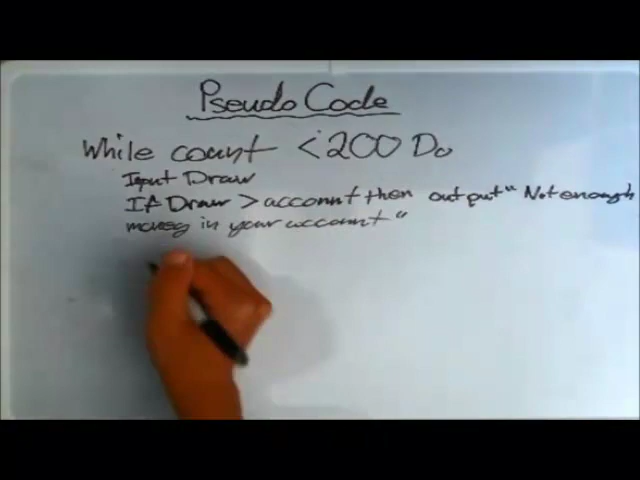 Pseudo Code
While count <200 Do
Input Draw
If Draw > account then output "Not enough
money in your account"